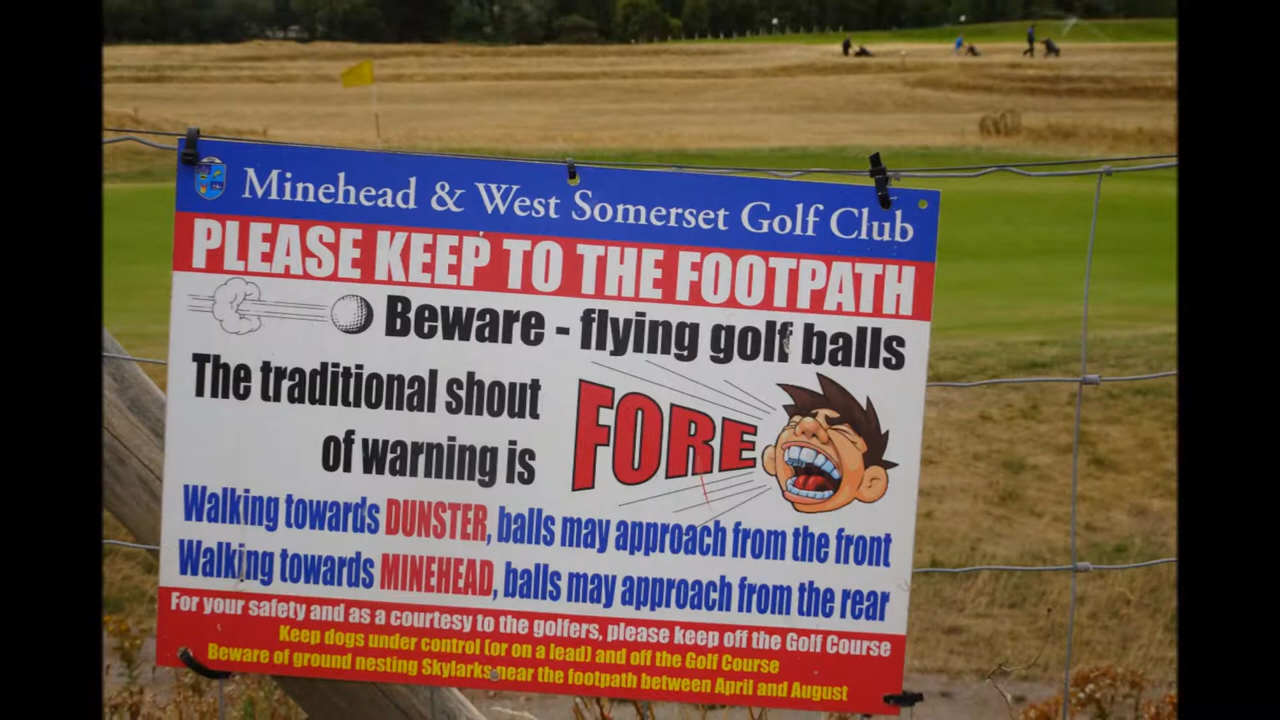 Minehead & West Somerset Golf Club
PLEASE KEEP TO THE FOOTPATH
Beware - flying golf balls
The traditional shout
of warning is
FORE
Walking towards DUNSTER, balls may approach from the front
Walking towards MINEHEAD, balls may approach from the rear
For your safety and as a courtesy to the golfers, please keep off the Golf Course
Keep dogs under control (or on a lead) and off the Golf Course
Beware of ground nesting Skylarks near the footpath between April and August